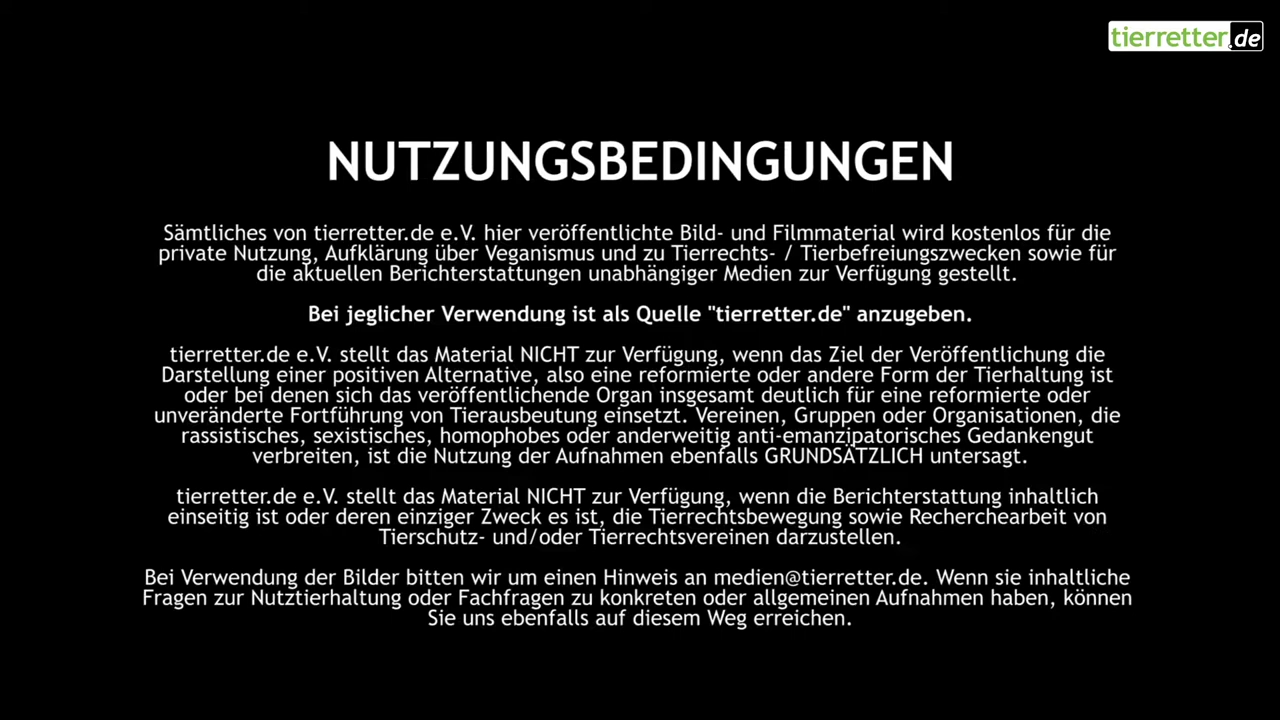 tierretter.de
NUTZUNGSBEDINGUNGEN
Sämtliches von tierretter.de e.V. hier veröffentlichte Bild- und Filmmaterial wird kostenlos für die
private Nutzung, Aufklärung über Veganismus und zu Tierrechts- / Tierbefreiungszwecken sowie für
die aktuellen Berichterstattungen unabhängiger Medien zur Verfügung gestellt.
Bei jeglicher Verwendung ist als Quelle "tierretter.de" anzugeben.
tierretter.de e.V. stellt das Material NICHT zur Verfügung, wenn das Ziel der Veröffentlichung die
Darstellung einer positiven Alternative, also eine reformierte oder andere Form der Tierhaltung ist
oder bei denen sich das veröffentlichende Organ insgesamt deutlich für eine reformierte oder
unveränderte Fortführung von Tierausbeutung einsetzt. Vereinen, Gruppen oder Organisationen, die
rassistisches, sexistisches, homophobes oder anderweitig anti-emanzipatorisches Gedankengut
verbreiten, ist die Nutzung der Aufnahmen ebenfalls GRUNDSÄTZLICH untersagt.
tierretter.de e.V. stellt das Material NICHT zur Verfügung, wenn die Berichterstattung inhaltlich
einseitig ist oder deren einziger Zweck es ist, die Tierrechtsbewegung sowie Recherchearbeit von
Tierschutz- und/oder Tierrechtsvereinen darzustellen.
Bei Verwendung der Bilder bitten wir um einen Hinweis an medien@tierretter.de. Wenn sie inhaltliche
Fragen zur Nutztierhaltung oder Fachfragen zu konkreten oder allgemeinen Aufnahmen haben, können
Sie uns ebenfalls auf diesem Weg erreichen.